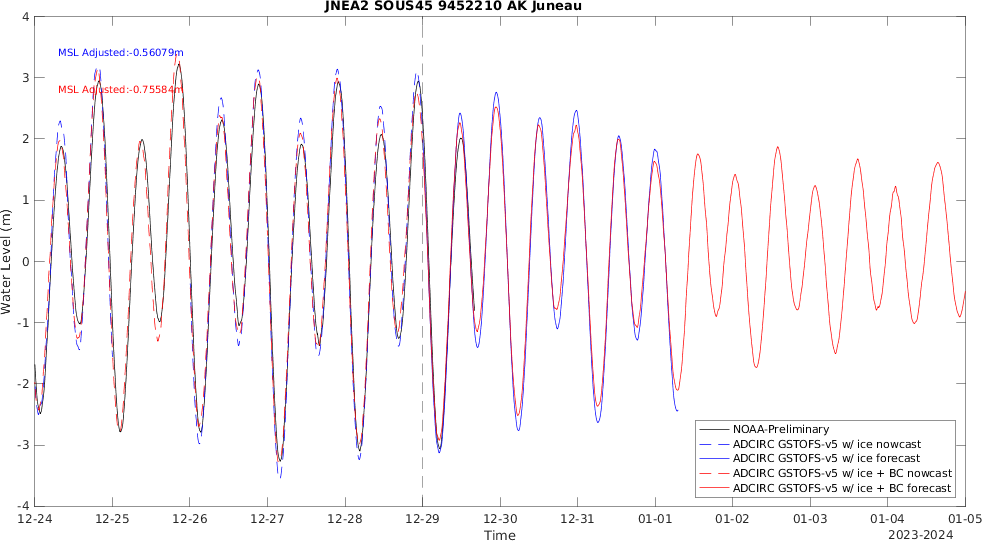 JNEA2 SOUS45 9452210 AK Juneau
4
3
2
1
0
-1
-2
-3
-4
Water Level (m)
MSL Adjusted:-0.56079m
MSL Adjusted:-0.75584m
NOAA-Preliminary
ADCIRC GSTOFS-v5 w/ ice nowcast
ADCIRC GSTOFS-v5 w/ ice forecast
ADCIRC GSTOFS-v5 w/ ice + BC nowcast
ADCIRC GSTOFS-v5 w/ ice + BC forecast
12-24 12-25 12-26 12-27 12-28 12-29 12-30 12-31 01-01 01-02 01-03 01-04 01-05
Time
2023-2024